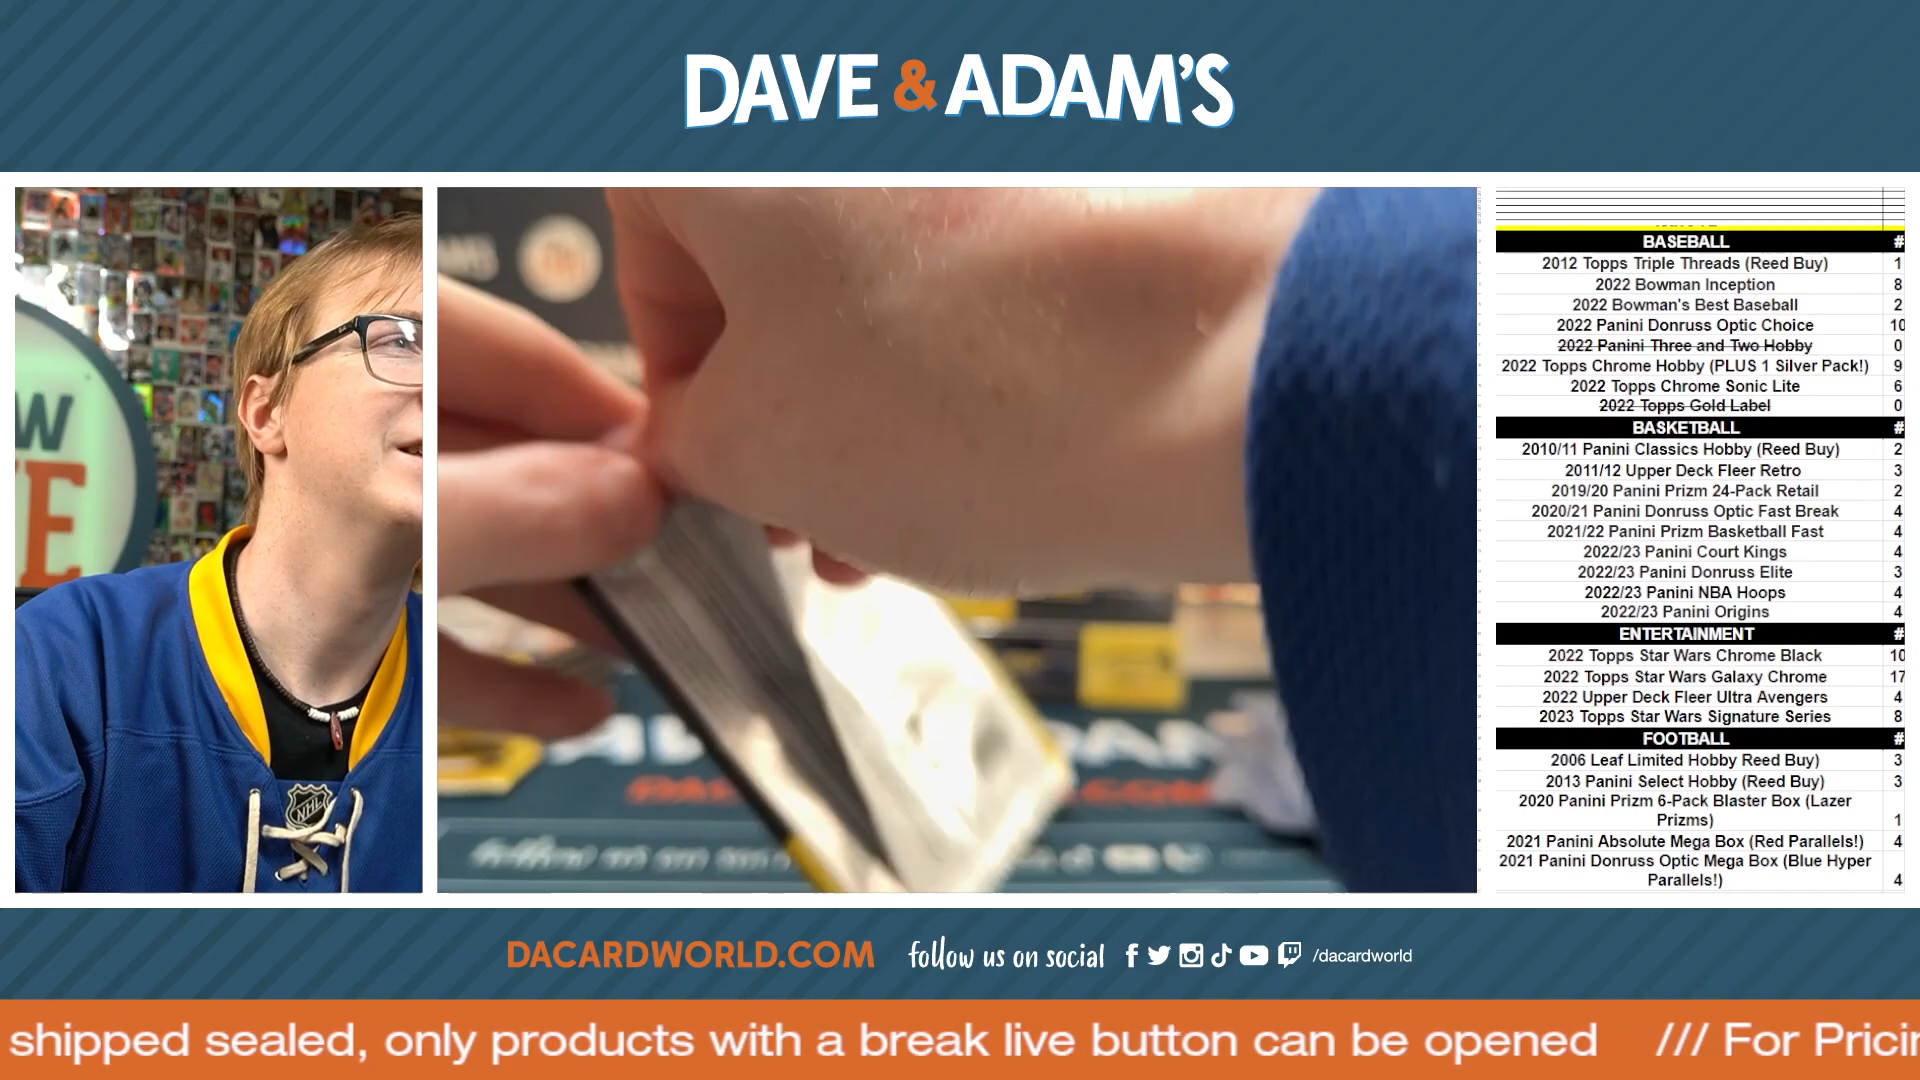 DAVE & ADAM'S
W
E
NHL
BASEBALL #
2012 Topps Triple Threads (Reed Buy) 1
2022 Bowman Inception 8
2022 Bowman's Best Baseball 2
2022 Panini Donruss Optic Choice 10
2022 Panini Three and Two Hobby 0
2022 Topps Chrome Hobby (PLUS 1 Silver Pack!) 9
2022 Topps Chrome Sonic Lite 6
2022 Topps Gold Label 0
BASKETBALL #
2010/11 Panini Classics Hobby (Reed Buy) 2
2011/12 Upper Deck Fleer Retro 3
2019/20 Panini Prizm 24-Pack Retail 2
2020/21 Panini Donruss Optic Fast Break 4
2021/22 Panini Prizm Basketball Fast 4
2022/23 Panini Court Kings 4
2022/23 Panini Donruss Elite 3
2022/23 Panini NBA Hoops 4
2022/23 Panini Origins 4
ENTERTAINMENT #
2022 Topps Star Wars Chrome Black 10
2022 Topps Star Wars Galaxy Chrome 17
2022 Upper Deck Fleer Ultra Avengers 4
2023 Topps Star Wars Signature Series 8
FOOTBALL #
2006 Leaf Limited Hobby Reed Buy) 3
2013 Panini Select Hobby (Reed Buy) 3
2020 Panini Prizm 6-Pack Blaster Box (Lazer
Prizms) 1
2021 Panini Absolute Mega Box (Red Parallels!) 4
2021 Panini Donruss Optic Mega Box (Blue Hyper
Parallels!) 4
DACARDWORLD.COM follow us on social /dacardworld
shipped sealed, only products with a break live button can be opened /// For Pricin